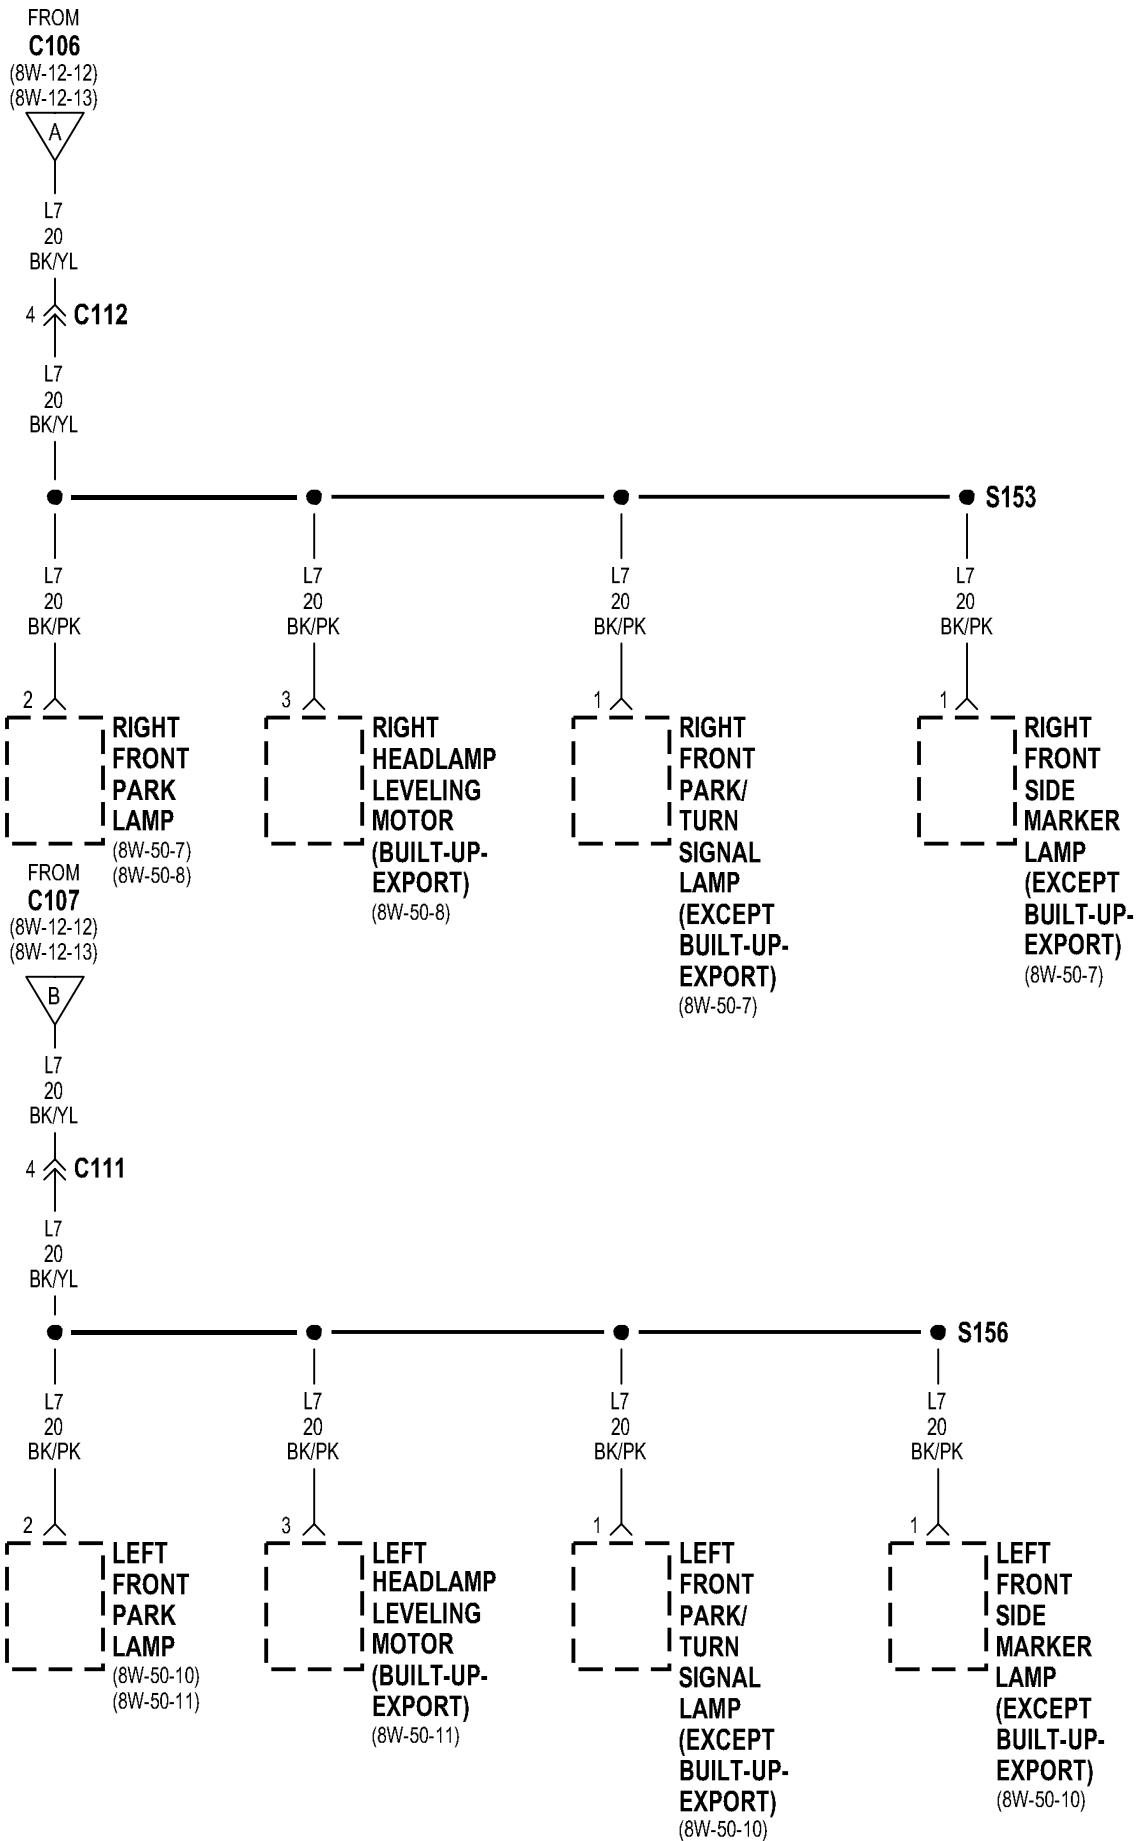 FROM
C106
(8W-12-12)
(8W-12-13)
A
L7
20
BK/YL
4 C112
L7
20
BK/YL
S153
L7
20
BK/PK
L7
20
BK/PK
L7
20
BK/PK
L7
20
BK/PK
2
RIGHT
FRONT
PARK
LAMP
(8W-50-7)
(8W-50-8)
3
RIGHT
HEADLAMP
LEVELING
MOTOR
(BUILT-UP-
EXPORT)
(8W-50-8)
1
RIGHT
FRONT
PARK/
TURN
SIGNAL
LAMP
(EXCEPT
BUILT-UP-
EXPORT)
(8W-50-7)
1
RIGHT
FRONT
SIDE
MARKER
LAMP
(EXCEPT
BUILT-UP-
EXPORT)
(8W-50-7)
FROM
C107
(8W-12-12)
(8W-12-13)
B
L7
20
BK/YL
4 C111
L7
20
BK/YL
S156
L7
20
BK/PK
L7
20
BK/PK
L7
20
BK/PK
L7
20
BK/PK
2
LEFT
FRONT
PARK
LAMP
(8W-50-10)
(8W-50-11)
3
LEFT
HEADLAMP
LEVELING
MOTOR
(BUILT-UP-
EXPORT)
(8W-50-11)
1
LEFT
FRONT
PARK/
TURN
SIGNAL
LAMP
(EXCEPT
BUILT-UP-
EXPORT)
(8W-50-10)
1
LEFT
FRONT
SIDE
MARKER
LAMP
(EXCEPT
BUILT-UP-
EXPORT)
(8W-50-10)